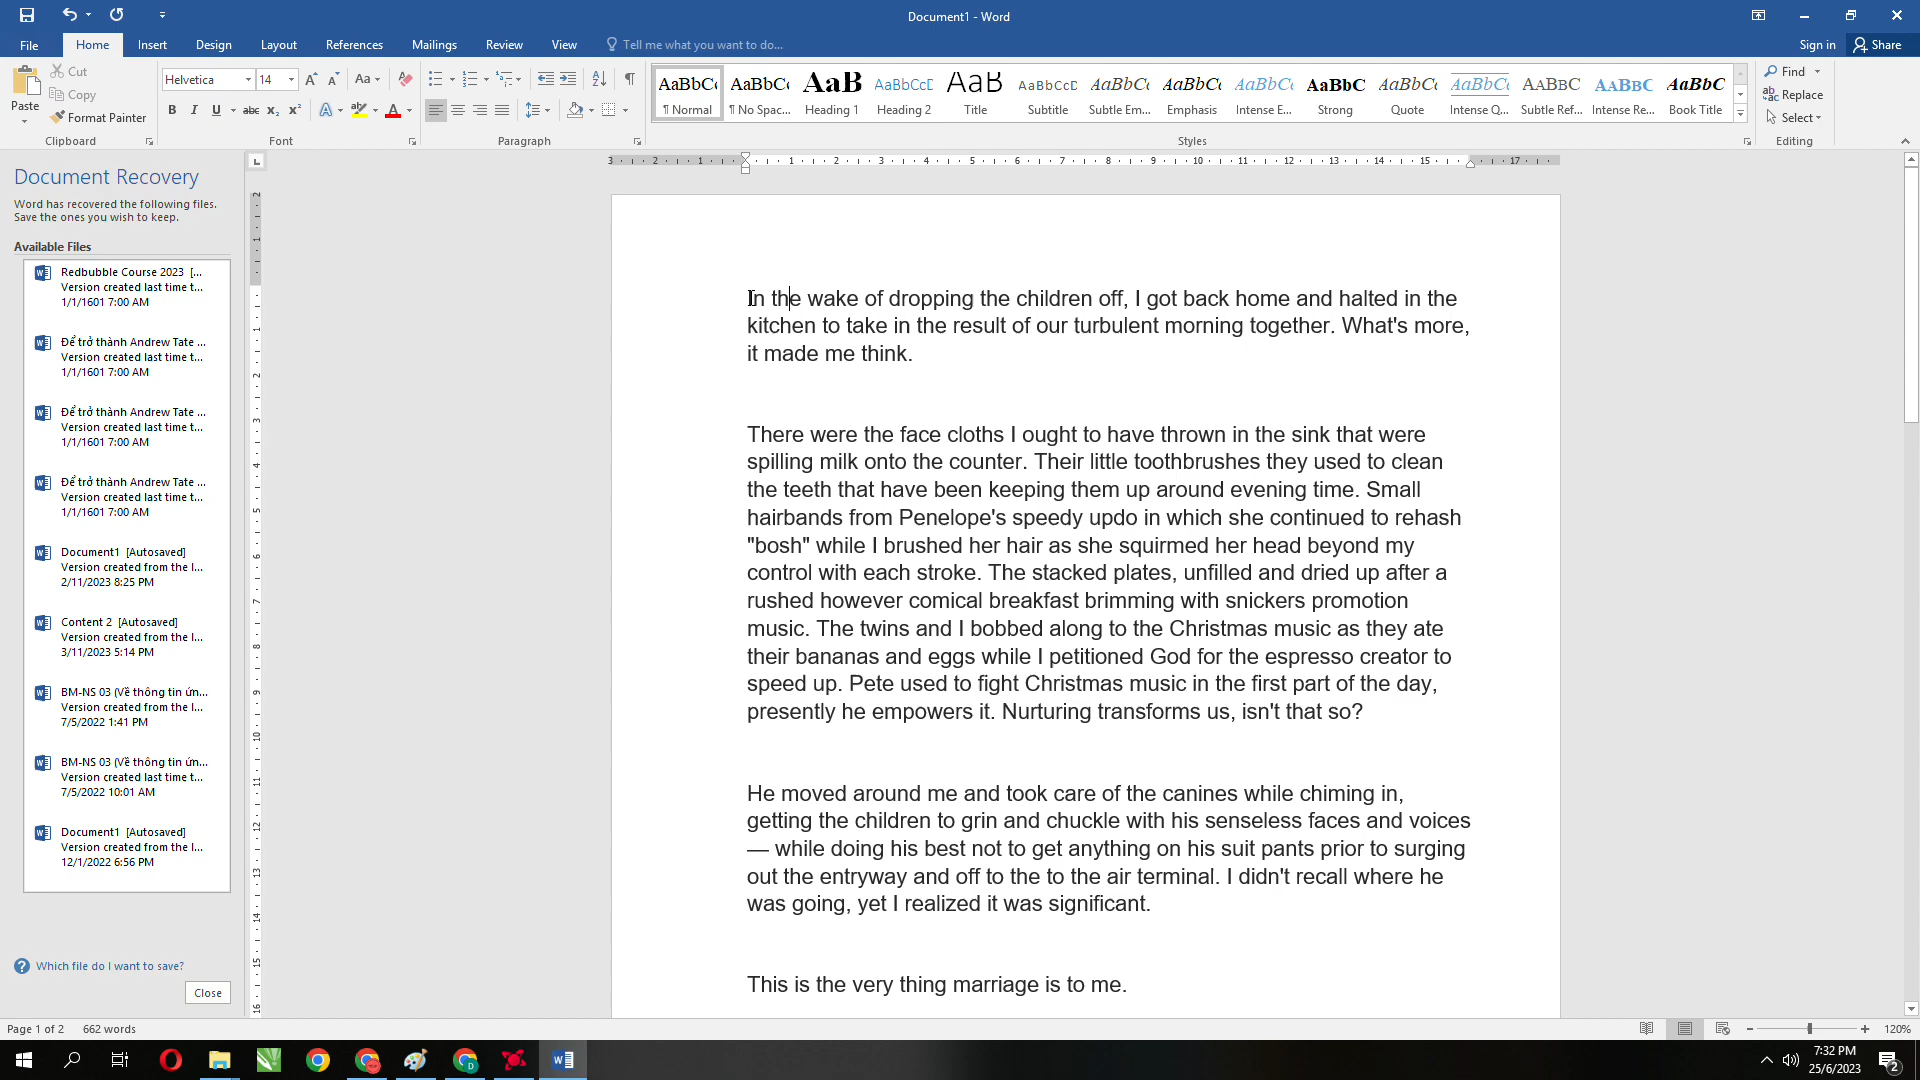 Document1 - Word
File Home Insert Design Layout References Mailings Review View Tell me what you want to do... Sign in Share
Paste
Cut
Copy
Format Painter
Clipboard
Helvetica 14
Font
Paragraph
AaBbCc AaBbCc AaB AaBbCcD AaB AaBbCcD AaBbCc AaBbCc AaBbCc AaBbC AaBbCc AaBbCc AaBbC AaBbC AaBbC
¶ Normal ¶ No Spac... Heading 1 Heading 2 Title Subtitle Subtle Em... Emphasis Intense E... Strong Quote Intense Q... Subtle Ref... Intense Re... Book Title
Styles
Find
Replace
Select
Editing
Document Recovery
Word has recovered the following files.
Save the ones you wish to keep.
Available Files
Redbubble Course 2023 [...
Version created last time t...
1/1/1601 7:00 AM
Để trở thành Andrew Tate ...
Version created last time t...
1/1/1601 7:00 AM
Để trở thành Andrew Tate ...
Version created last time t...
1/1/1601 7:00 AM
Để trở thành Andrew Tate ...
Version created last time t...
1/1/1601 7:00 AM
Document1 [Autosaved]
Version created from the l...
2/11/2023 8:25 PM
Content 2 [Autosaved]
Version created from the l...
3/11/2023 5:14 PM
BM-NS 03 (Về thông tin ứn...
Version created from the l...
7/5/2022 1:41 PM
BM-NS 03 (Về thông tin ứn...
Version created last time t...
7/5/2022 10:01 AM
Document1 [Autosaved]
Version created from the l...
12/1/2022 6:56 PM
Which file do I want to save?
Close
In the wake of dropping the children off, I got back home and halted in the
kitchen to take in the result of our turbulent morning together. What's more,
it made me think.
There were the face cloths I ought to have thrown in the sink that were
spilling milk onto the counter. Their little toothbrushes they used to clean
the teeth that have been keeping them up around evening time. Small
hairbands from Penelope's speedy updo in which she continued to rehash
"bosh" while I brushed her hair as she squirmed her head beyond my
control with each stroke. The stacked plates, unfilled and dried up after a
rushed however comical breakfast brimming with snickers promotion
music. The twins and I bobbed along to the Christmas music as they ate
their bananas and eggs while I petitioned God for the espresso creator to
speed up. Pete used to fight Christmas music in the first part of the day,
presently he empowers it. Nurturing transforms us, isn't that so?
He moved around me and took care of the canines while chiming in,
getting the children to grin and chuckle with his senseless faces and voices
— while doing his best not to get anything on his suit pants prior to surging
out the entryway and off to the to the air terminal. I didn't recall where he
was going, yet I realized it was significant.
This is the very thing marriage is to me.
Page 1 of 2 662 words
120%
7:32 PM
25/6/2023
2